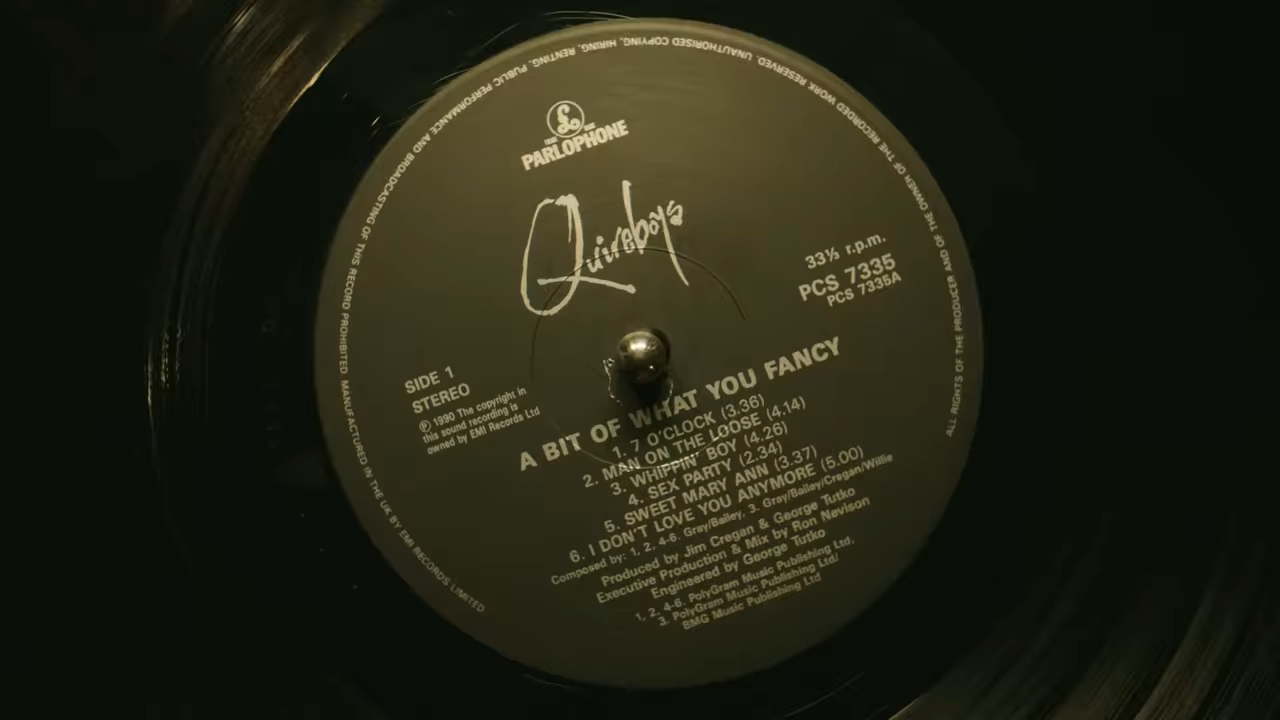 ALL RIGHTS OF THE PRODUCER AND OF THE OWNER OF THE RECORDED WORK RESERVED. UNAUTHORISED COPYING, HIRING, RENTING, PUBLIC PERFORMANCE AND BROADCASTING OF THIS RECORD PROHIBITED. MANUFACTURED IN THE UK BY EMI RECORDS LIMITED
£
PARLOPHONE
Quireboys
33⅓ r.p.m.
PCS 7335
PCS 7335A
SIDE 1
STEREO
Ⓟ 1990 The copyright in
this sound recording is
owned by EMI Records Ltd
A BIT OF WHAT YOU FANCY
1. 7 O'CLOCK (3.36)
2. MAN ON THE LOOSE (4.14)
3. WHIPPIN' BOY (4.26)
4. SEX PARTY (2.34)
5. SWEET MARY ANN (3.37)
6. I DON'T LOVE YOU ANYMORE (5.00)
Composed by: 1, 2, 4-6. Gray/Bailey, 3. Gray/Bailey/Cregan/Willie
Produced by Jim Cregan & George Tutko
Executive Production & Mix by Ron Nevison
Engineered by George Tutko
1, 2, 4-6. PolyGram Music Publishing Ltd,
3. PolyGram Music Publishing Ltd/
BMG Music Publishing Ltd